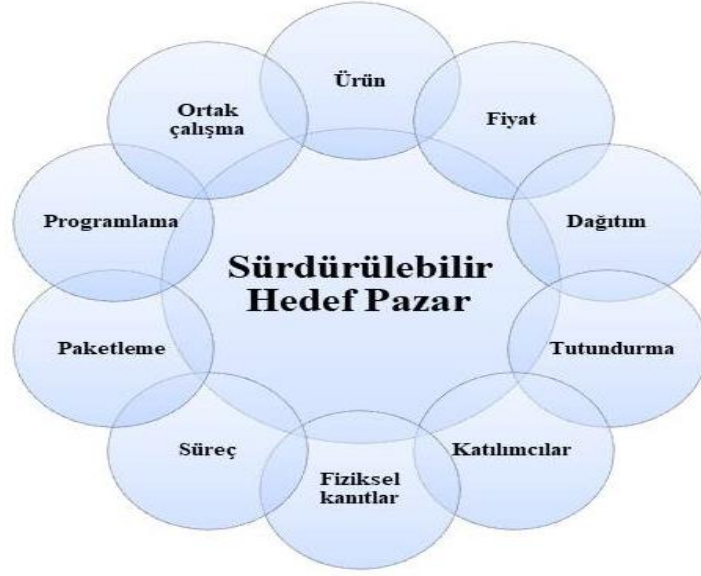 Ürün
Fiyat
Dağıtım
Tutundurma
Katılımcılar
Fiziksel
kanıtlar
Süreç
Paketleme
Programlama
Ortak
çalışma
Sürdürülebilir
Hedef Pazar